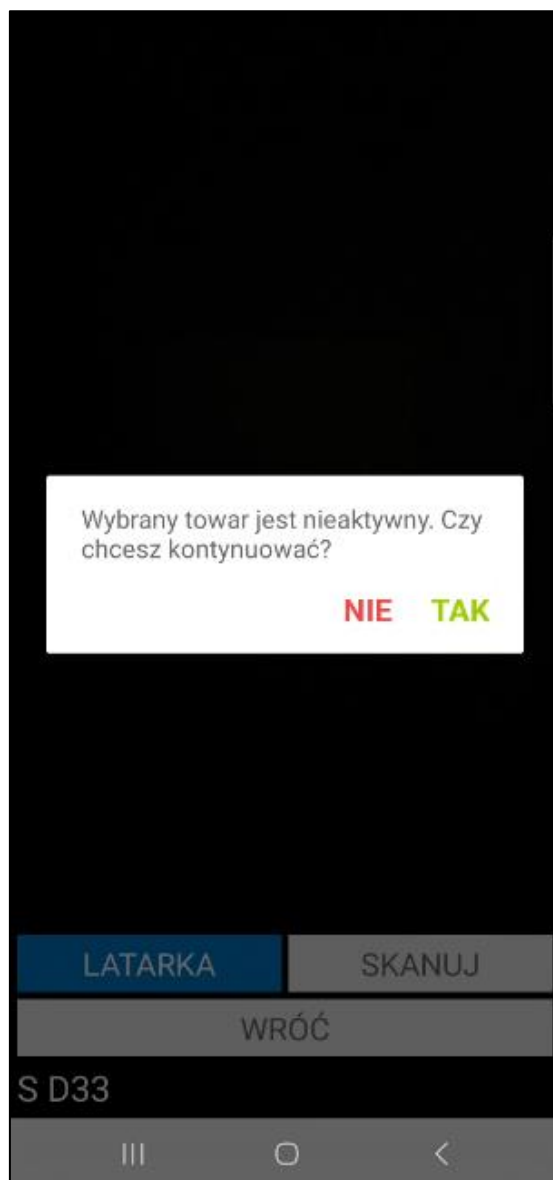 Wybrany towar jest nieaktywny. Czy
chcesz kontynuować?
NIE TAK
LATARKA SKANUJ
WRÓĆ
S D33